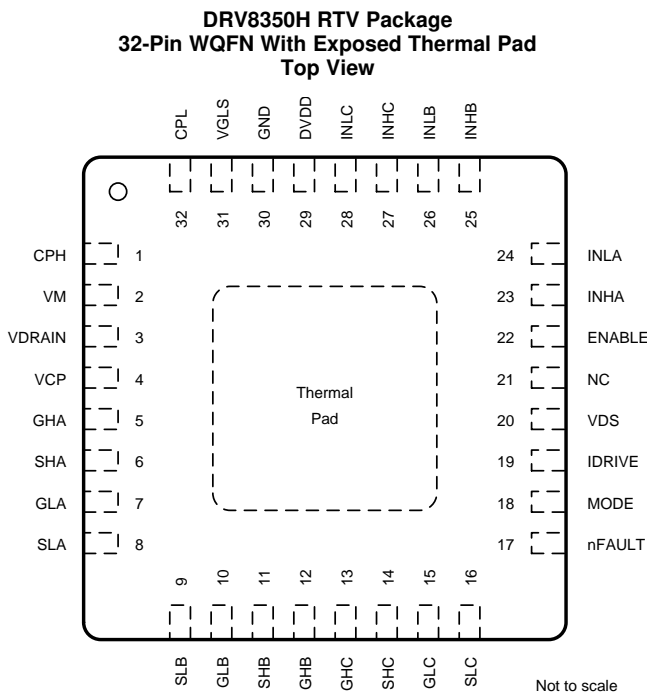 DRV8350H RTV Package
32-Pin WQFN With Exposed Thermal Pad
Top View
CPL VGLS GND DVDD INLC INHC INLB INHB
32 31 30 29 28 27 26 25
CPH 1 24 INLA
VM 2 23 INHA
VDRAIN 3 22 ENABLE
VCP 4 21 NC
GHA 5 20 VDS
SHA 6 19 IDRIVE
GLA 7 18 MODE
SLA 8 17 nFAULT
Thermal
Pad
9 10 11 12 13 14 15 16
SLB GLB SHB GHB GHC SHC GLC SLC
Not to scale